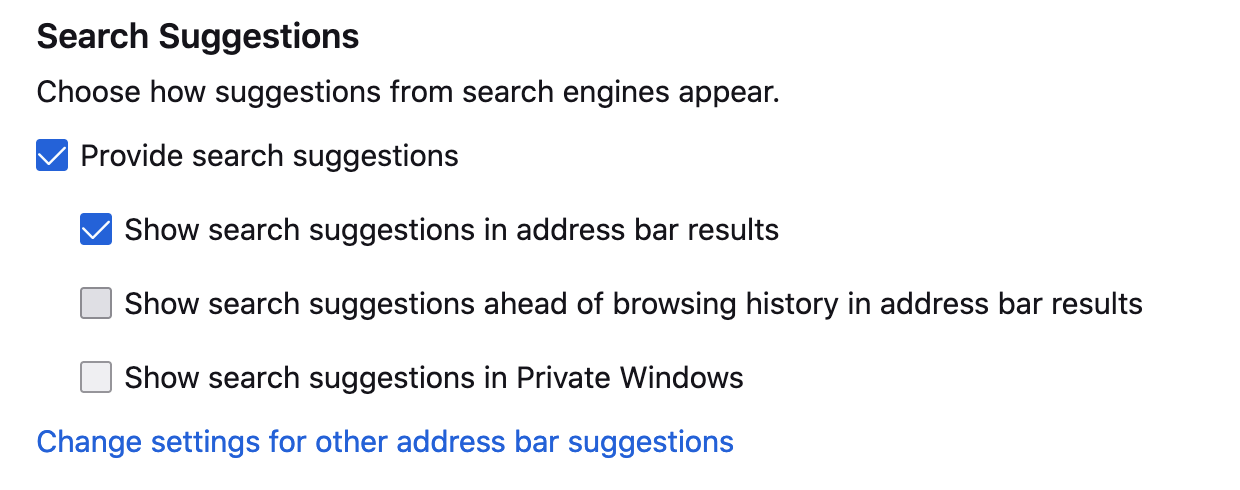 Search Suggestions
Choose how suggestions from search engines appear.
Provide search suggestions
Show search suggestions in address bar results
Show search suggestions ahead of browsing history in address bar results
Show search suggestions in Private Windows
Change settings for other address bar suggestions